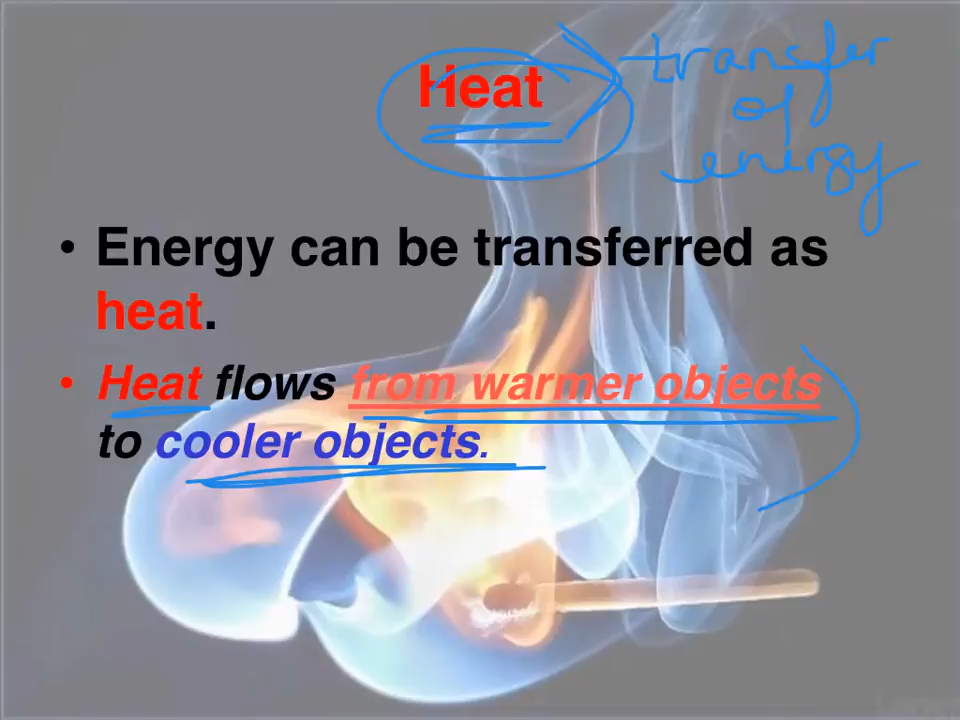 Heat
transfer
of
energy
• Energy can be transferred as
heat.
• Heat flows from warmer objects
to cooler objects.